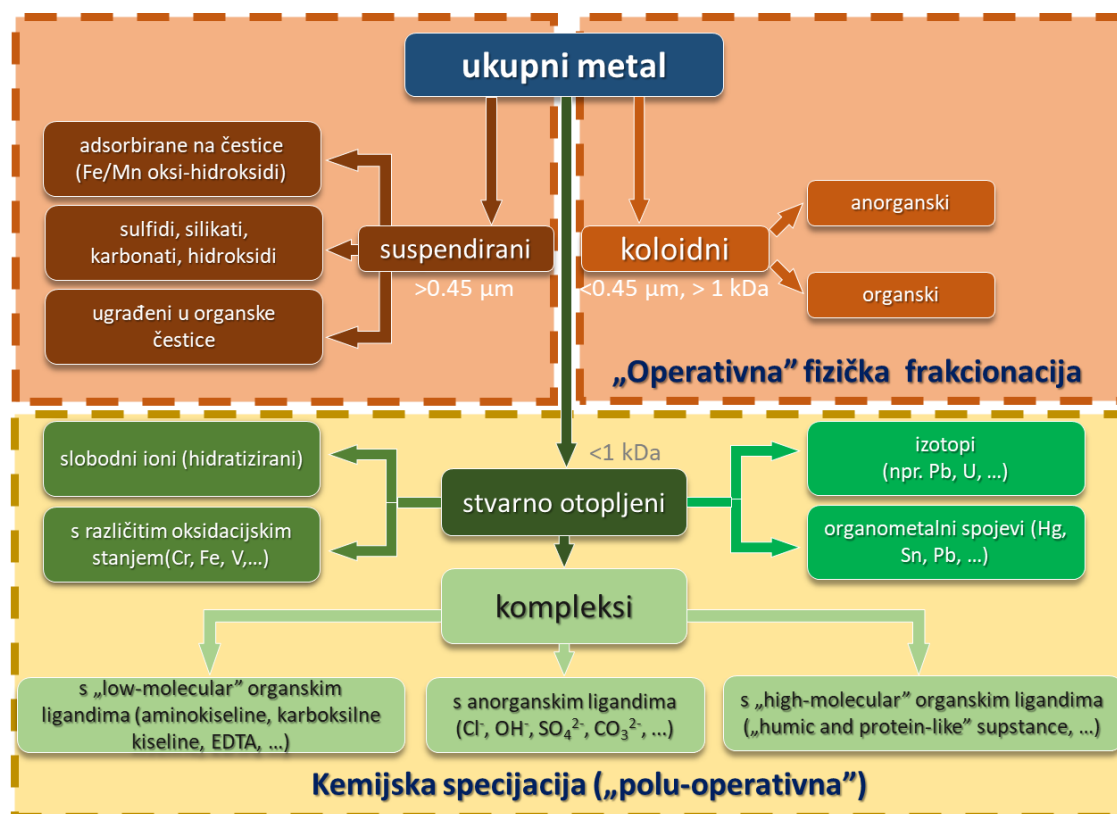 ukupni metal
adsorbirane na čestice
(Fe/Mn oksi-hidroksidi)
sulfidi, silikati,
karbonati, hidroksidi
ugrađeni u organske
čestice
suspendirani
>0.45 µm
koloidni
<0.45 µm, > 1 kDa
anorganski
organski
„Operativna” fizička frakcionacija
slobodni ioni (hidratizirani)
s različitim oksidacijskim
stanjem(Cr, Fe, V,...)
<1 kDa
stvarno otopljeni
izotopi
(npr. Pb, U, ...)
organometalni spojevi (Hg,
Sn, Pb, ...)
kompleksi
s „low-molecular” organskim
ligandima (aminokiseline, karboksilne
kiseline, EDTA, ...)
s anorganskim ligandima
(Cl⁻, OH⁻, SO₄²⁻, CO₃²⁻, ...)
s „high-molecular” organskim ligandima
(„humic and protein-like” supstance, ...)
Kemijska specijacija („polu-operativna”)